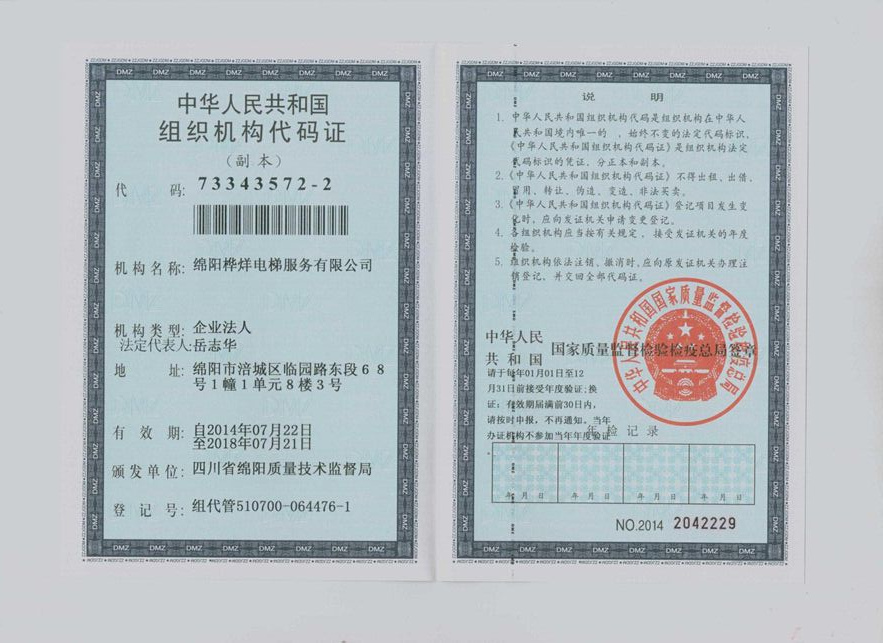 中华人民共和国
组织机构代码证
(副本)
代 码: 73343572-2
机构名称: 绵阳桦烊电梯服务有限公司
机构类型: 企业法人
法定代表人: 岳志华
地 址: 绵阳市涪城区临园路东段68
号1幢1单元8楼3号
有 效 期: 自2014年07月22日
至2018年07月21日
颁发单位: 四川省绵阳质量技术监督局
登 记 号: 组代管510700-064476-1
说 明
1. 中华人民共和国组织机构代码是组织机构在中华人
民共和国境内唯一的、始终不变的法定代码标识,
《中华人民共和国组织机构代码证》是组织机构法定
代码标识的凭证、分正本和副本。
2. 《中华人民共和国组织机构代码证》不得出租、出借、
冒用、转让、伪造、变造、非法买卖。
3. 《中华人民共和国组织机构代码证》登记项目发生变
化时、应向发证机关申请变更登记。
4. 各组织机构应当按有关规定,接受发证机关的年度
检验。
5. 组织机构依法注销、撤消时、应向原发证机关办理注
销登记、并交回全部代码证。
中华人民
共和国 国家质量监督检验检疫总局签章
中华人民共和国国家质量监督检验检疫总局
请于每年01月01日至12
月31日前接受年度验证;换
证:有效期届满前30日内,
请按时申报,不再通知。当年
办证机构不参加当年年度验证
年检记录
年 月 日 年 月 日 年 月 日 年 月 日
NO.2014 2042229
DMZ